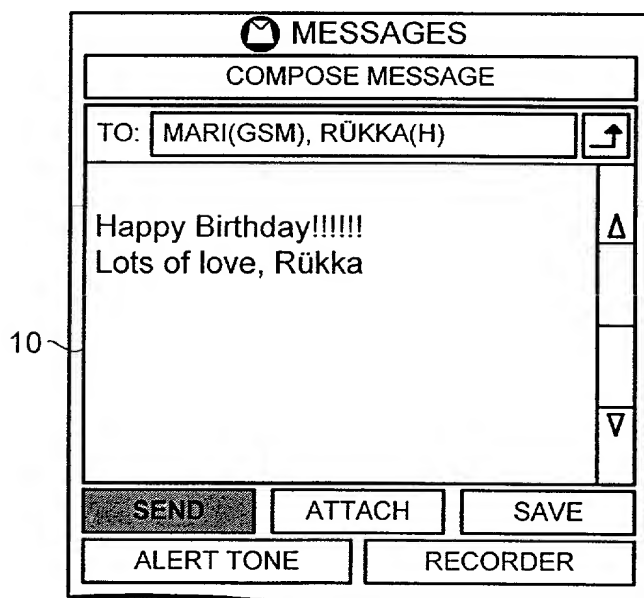 MESSAGES
COMPOSE MESSAGE
TO: MARI(GSM), RÜKKA(H)
Happy Birthday!!!!!!
Lots of love, Rükka
10
SEND ATTACH SAVE
ALERT TONE RECORDER